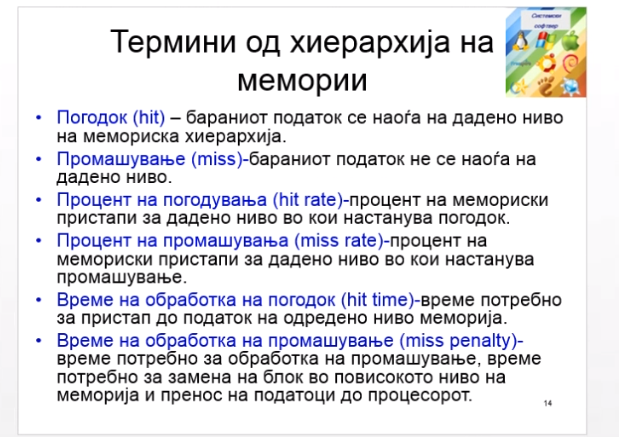 Термини од хиерархија на
мемории
Системски
софтвер
• Погодок (hit) – бараниот податок се наоѓа на дадено ниво
на мемориска хиерархија.
• Промашување (miss)-бараниот податок не се наоѓа на
дадено ниво.
• Процент на погодувања (hit rate)-процент на мемориски
пристапи за дадено ниво во кои настанува погодок.
• Процент на промашувања (miss rate)-процент на
мемориски пристапи за дадено ниво во кои настанува
промашување.
• Време на обработка на погодок (hit time)-време потребно
за пристап до податок на одредено ниво меморија.
• Време на обработка на промашување (miss penalty)-
време потребно за обработка на промашување, време
потребно за замена на блок во повисокото ниво на
меморија и пренос на податоци до процесорот.
14